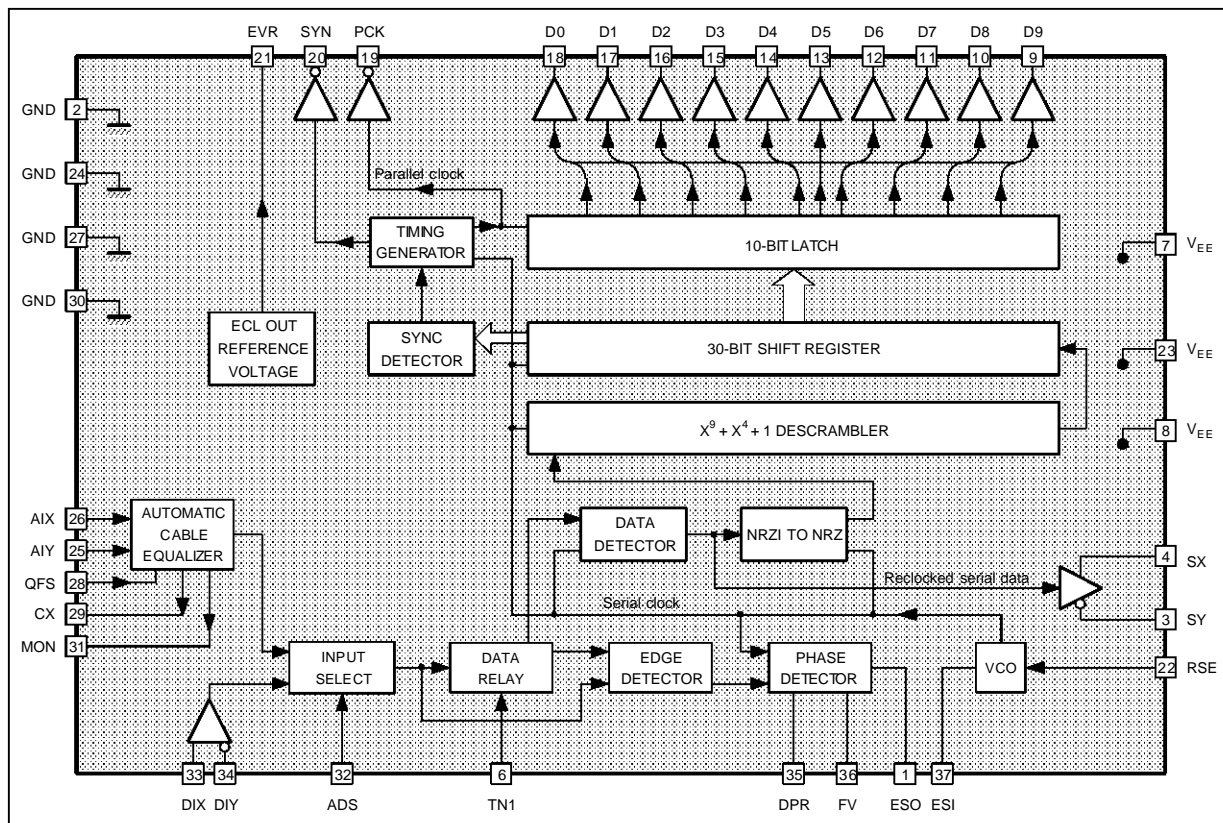 EVR SYN PCK D0 D1 D2 D3 D4 D5 D6 D7 D8 D9
21 20 19 18 17 16 15 14 13 12 11 10 9
GND 2
GND 24
Parallel clock
GND 27
TIMING
GENERATOR
10-BIT LATCH
7 VEE
GND 30
ECL OUT
REFERENCE
VOLTAGE
SYNC
DETECTOR
30-BIT SHIFT REGISTER
23 VEE
X⁹ + X⁴ + 1 DESCRAMBLER
8 VEE
AIX 26
AIY 25
QFS 28
CX 29
MON 31
AUTOMATIC
CABLE
EQUALIZER
DATA
DETECTOR
NRZI TO NRZ
Reclocked serial data
4 SX
3 SY
Serial clock
INPUT
SELECT
DATA
RELAY
EDGE
DETECTOR
PHASE
DETECTOR
VCO
22 RSE
33 34 32 6 35 36 1 37
DIX DIY ADS TN1 DPR FV ESO ESI